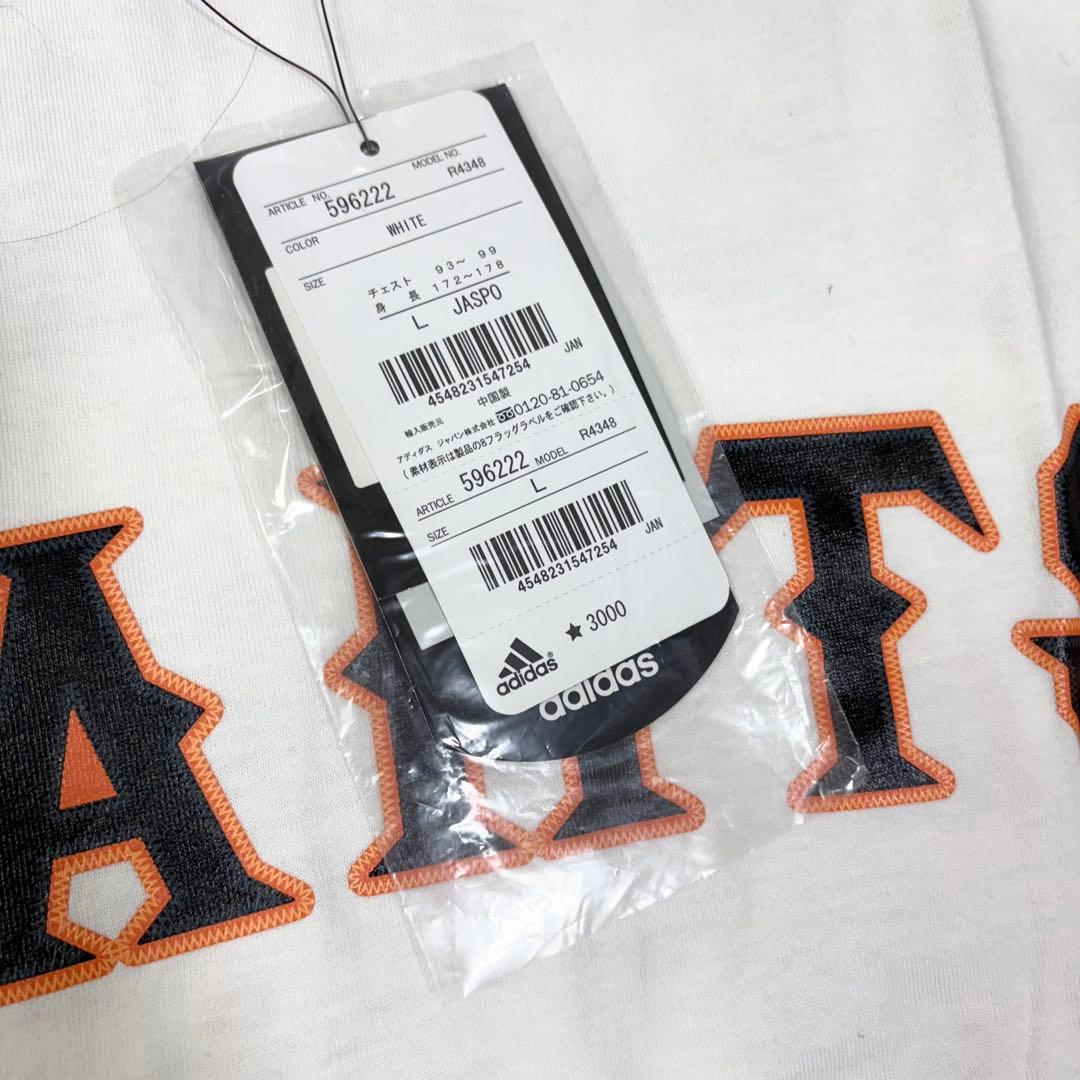 ARTICLE NO. 596222 MODEL NO. R4348
COLOR WHITE
SIZE
チェスト 93～ 99
身 長 172～178
L JASPO
JAN
4548231547254
中国製
輸入販売元
アディダス ジャパン株式会社 0120-81-0654
(素材表示は製品の8フラッグラベルをご確認下さい。)
ARTICLE 596222 MODEL R4348
SIZE L
JAN
4548231547254
adidas® ★ 3000
adidas
A TS